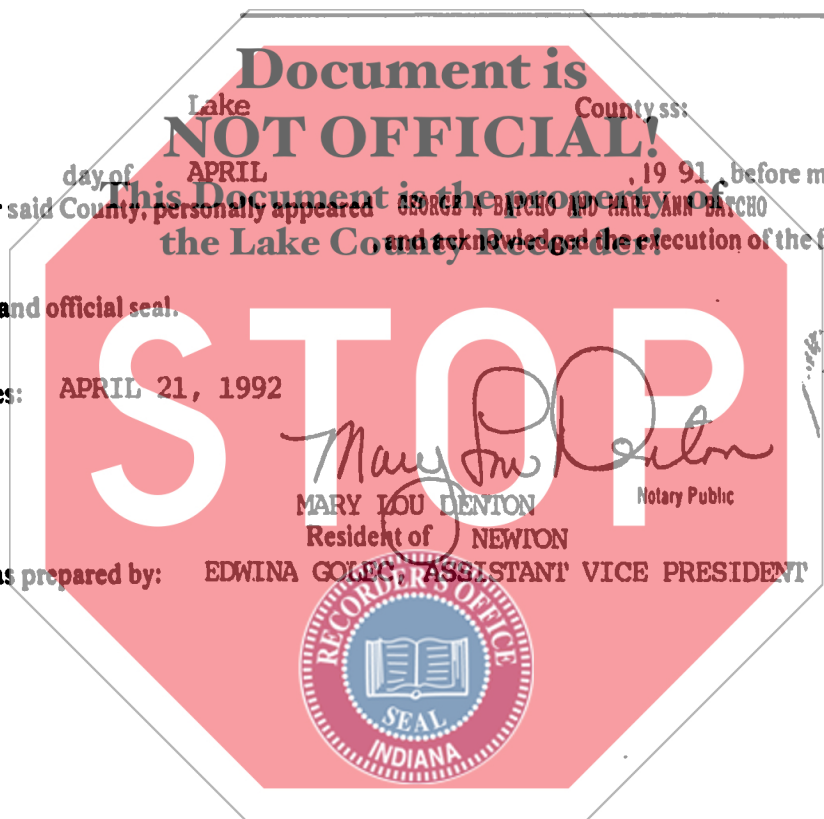 Document is
Lake County ss:
NOT OFFICIAL!
day of APRIL , 19 91 , before m
This Document is the property of
said County, personally appeared GEORGE A BATCHO AND MARY ANN BATCHO
the Lake County Recorder!
, and acknowledged the execution of the f
and official seal.
STOP
es: APRIL 21, 1992
Mary Lou Denton
MARY LOU DENTON Notary Public
Resident of NEWTON
as prepared by: EDWINA GOLEC, ASSISTANT VICE PRESIDENT
RECORDER'S OFFICE
SEAL
INDIANA